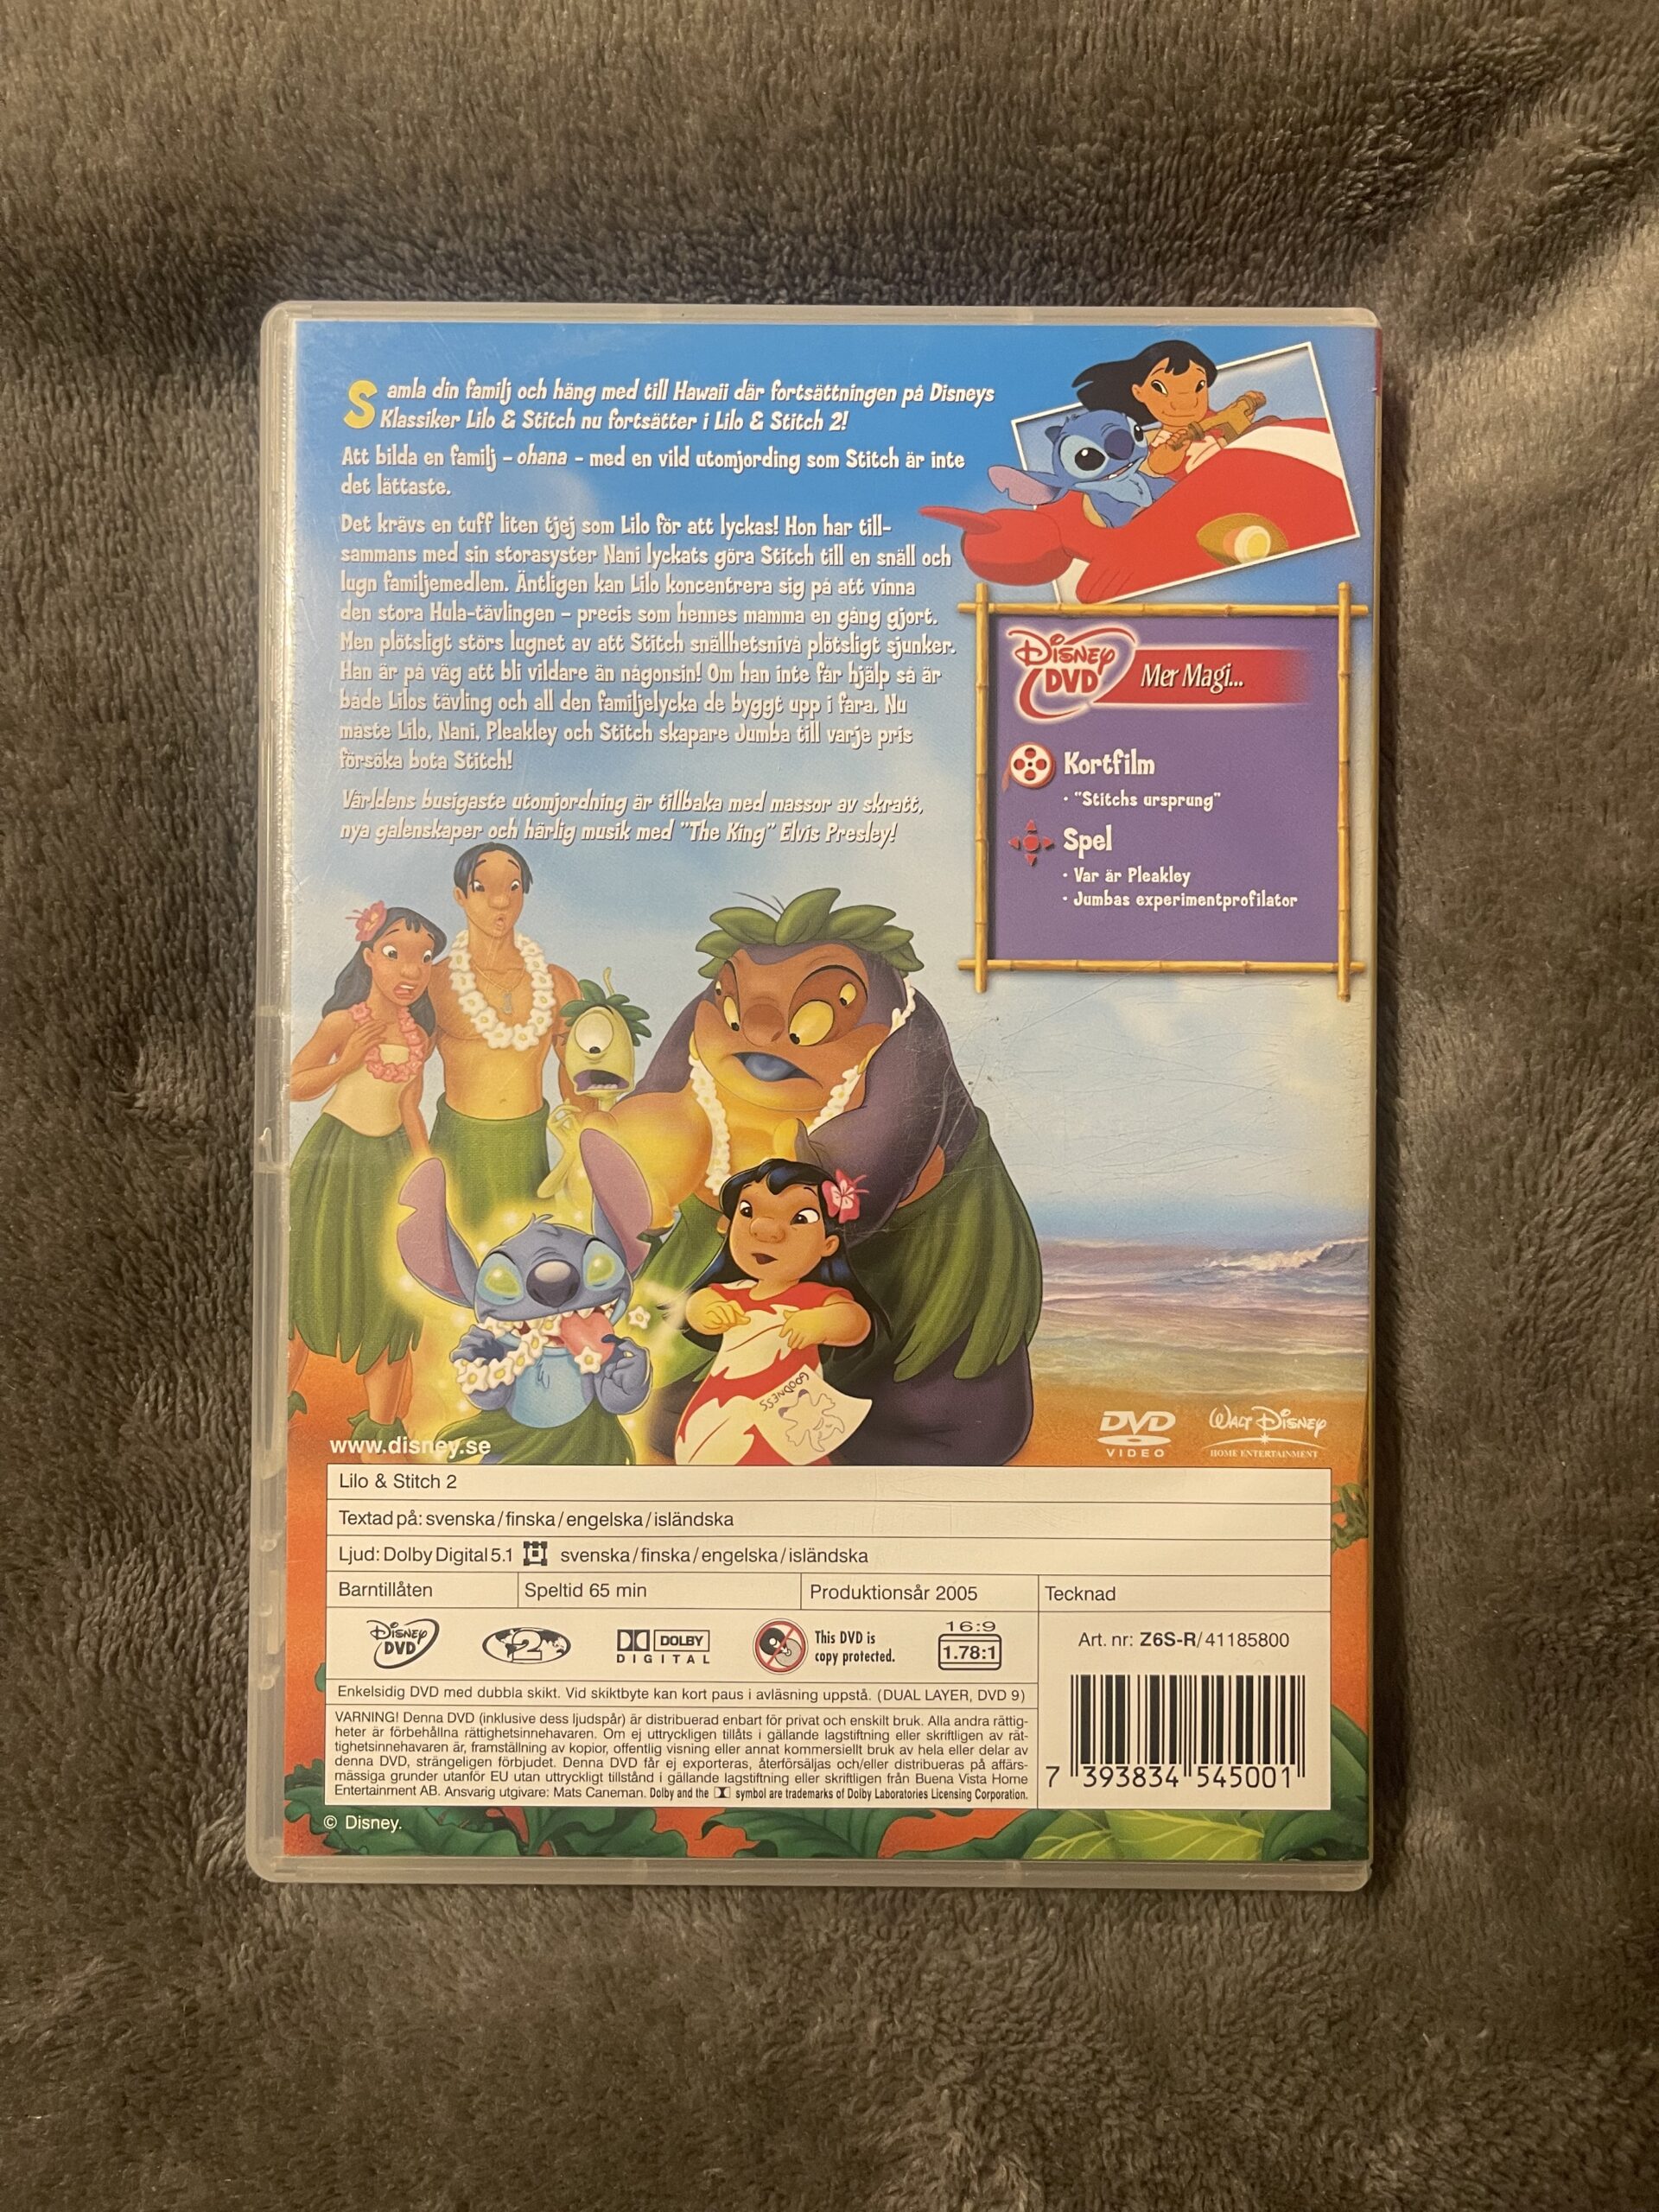 Samla din familj och häng med till Hawaii där fortsättningen på Disneys
Klassiker Lilo & Stitch nu fortsätter i Lilo & Stitch 2!
Att bilda en familj – ohana – med en vild utomjording som Stitch är inte
det lättaste.
Det krävs en tuff liten tjej som Lilo för att lyckas! Hon har till-
sammans med sin storasyster Nani lyckats göra Stitch till en snäll och
lugn familjemedlem. Äntligen kan Lilo koncentrera sig på att vinna
den stora Hula-tävlingen – precis som hennes mamma en gång gjort.
Men plötsligt störs lugnet av att Stitch snällhetsnivå plötsligt sjunker.
Han är på väg att bli vildare än någonsin! Om han inte får hjälp så är
både Lilos tävling och all den familjelycka de byggt upp i fara. Nu
måste Lilo, Nani, Pleakley och Stitch skapare Jumba till varje pris
försöka bota Stitch!
Världens busigaste utomjordning är tillbaka med massor av skratt,
nya galenskaper och härlig musik med "The King" Elvis Presley!
Disney
DVD
Mer Magi...
Kortfilm
· "Stitchs ursprung"
Spel
· Var är Pleakley
· Jumbas experimentprofilator
GOODNESS
www.disney.se
DVD
VIDEO
Walt Disney
HOME ENTERTAINMENT
Lilo & Stitch 2
Textad på: svenska/finska/engelska/isländska
Ljud: Dolby Digital 5.1 svenska/finska/engelska/isländska
Barntillåten
Speltid 65 min
Produktionsår 2005
Tecknad
Disney
DVD
2
DOLBY
DIGITAL
This DVD is
copy protected.
16:9
1.78:1
Art. nr: Z6S-R/41185800
Enkelsidig DVD med dubbla skikt. Vid skiktbyte kan kort paus i avläsning uppstå. (DUAL LAYER, DVD 9)
VARNING! Denna DVD (inklusive dess ljudspår) är distribuerad enbart för privat och enskilt bruk. Alla andra rättig-
heter är förbehållna rättighetsinnehavaren. Om ej uttryckligen tillåts i gällande lagstiftning eller skriftligen av rät-
tighetsinnehavaren är, framställning av kopior, offentlig visning eller annat kommersiellt bruk av hela eller delar av
denna DVD, strängeligen förbjudet. Denna DVD får ej exporteras, återförsäljas och/eller distribueras på affärs-
mässiga grunder utanför EU utan uttryckligt tillstånd i gällande lagstiftning eller skriftligen från Buena Vista Home
Entertainment AB. Ansvarig utgivare: Mats Caneman. Dolby and the symbol are trademarks of Dolby Laboratories Licensing Corporation.
7 393834 545001
© Disney.